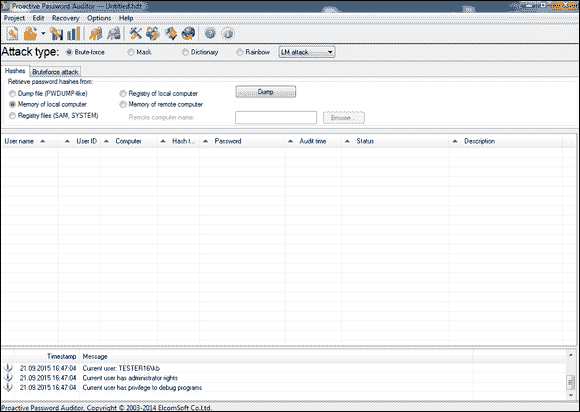 Proactive Password Auditor --- Untitled.hdt
Project Edit Recovery Options Help
Attack type: Brute-force Mask Dictionary Rainbow LM attack
Hashes Bruteforce attack
Retrieve password hashes from:
Dump file (PWDUMP-like) Registry of local computer Dump
Memory of local computer Memory of remote computer
Registry files (SAM, SYSTEM) Remote computer name: Browse...
User name User ID Computer Hash t... Password Audit time Status Description
Timestamp Message
21.09.2015 16:47:04 Current user: TESTER16\kb
21.09.2015 16:47:04 Current user has administrator rights
21.09.2015 16:47:04 Current user has privilege to debug programs
Proactive Password Auditor, Copyright © 2003-2014 ElcomSoft Co.Ltd.